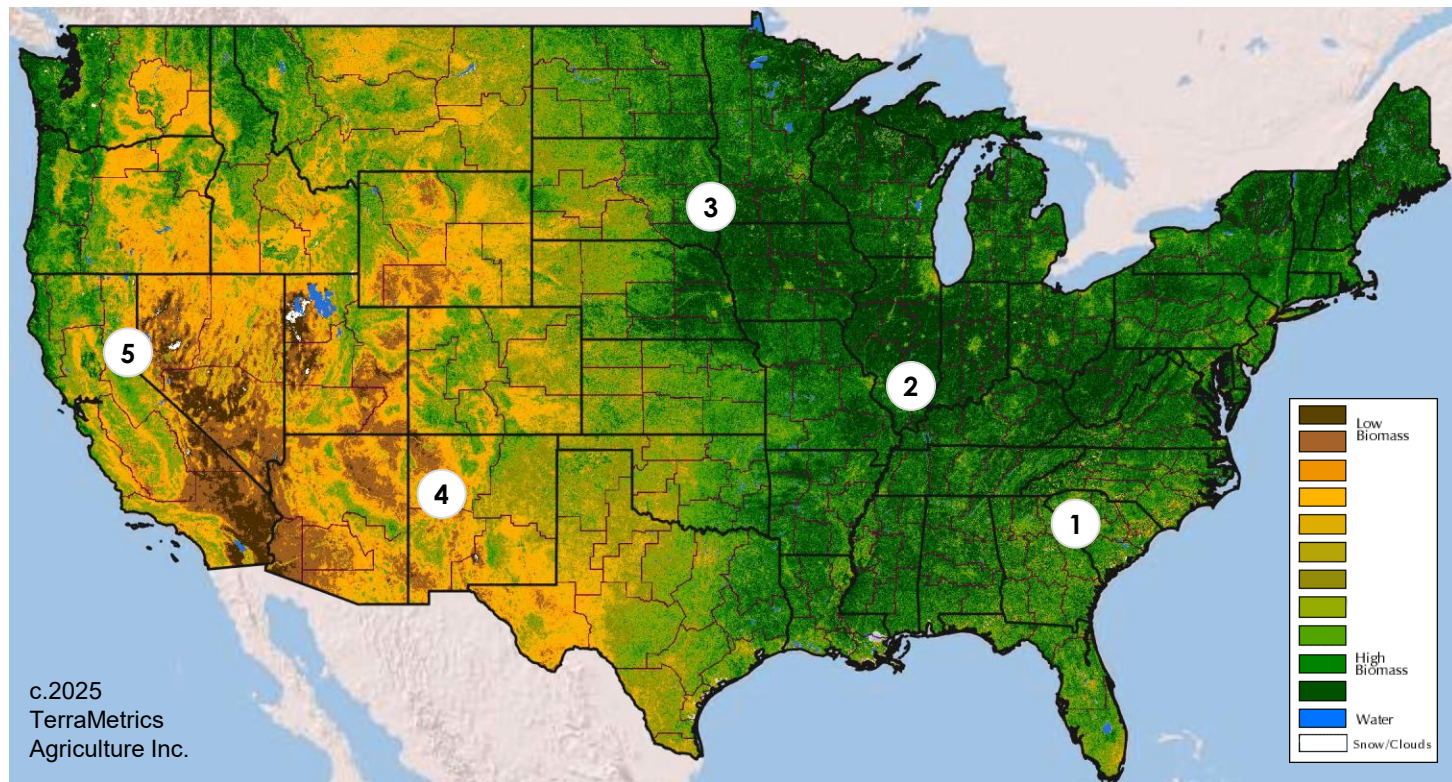 3
2
5
4
1
Low
Biomass
High
Biomass
Water
Snow/Clouds
c.2025
TerraMetrics
Agriculture Inc.